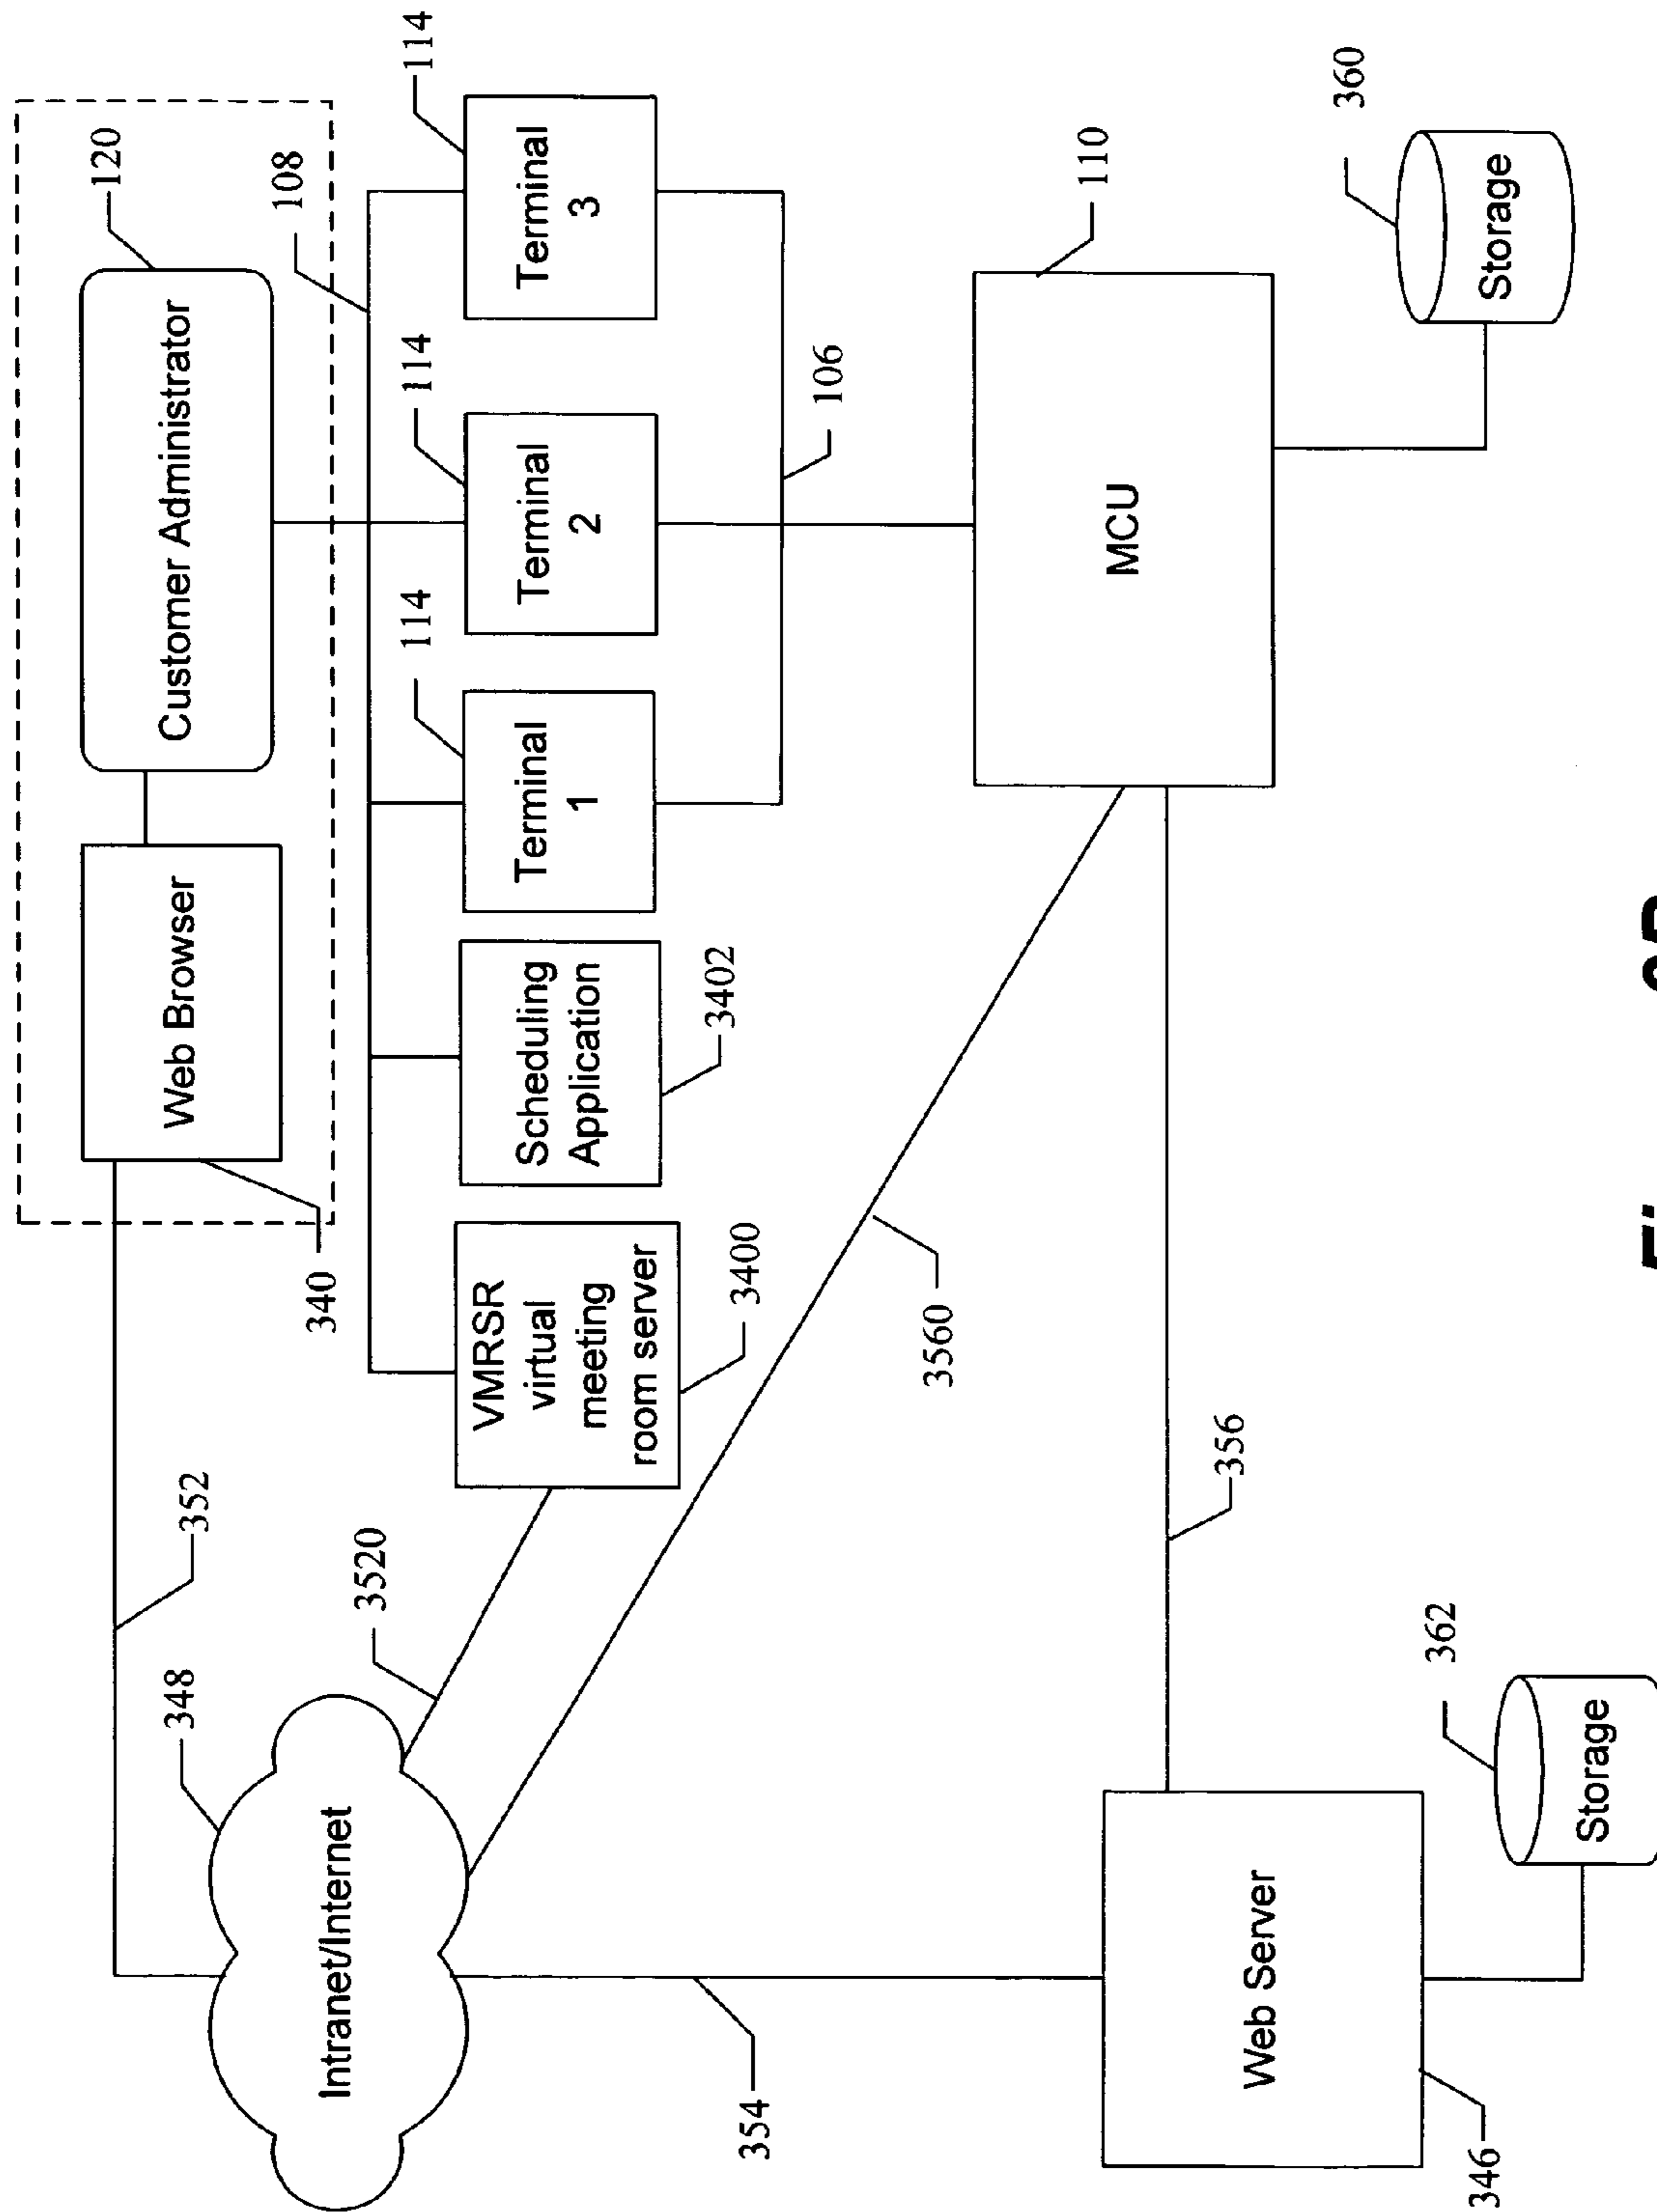 Web Browser
Customer Administrator
120
340
108
352
348
Intranet/Internet
3520
VMRSR
virtual
meeting
room server
3400
Scheduling
Application
3402
Terminal
1
114
Terminal
2
114
Terminal
3
114
106
354
3560
MCU
110
356
Web Server
346
Storage
362
Storage
360